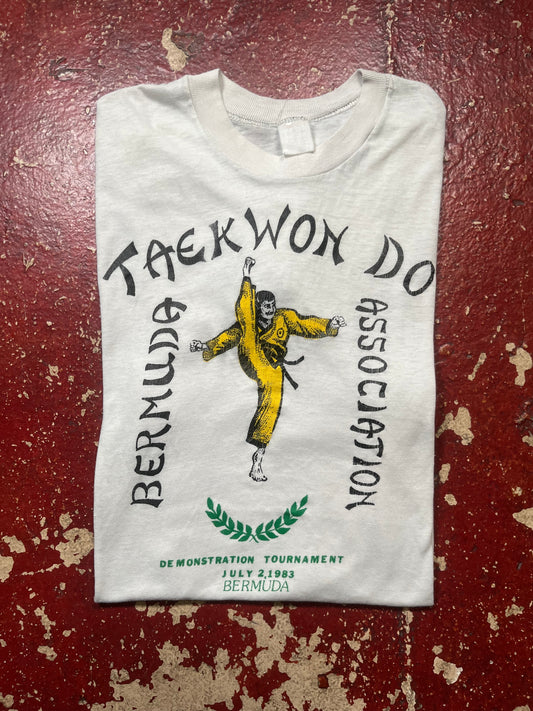 TAEKWON DO
BERMUDA
ASSOCIATION
DEMONSTRATION TOURNAMENT
JULY 2,1983
BERMUDA